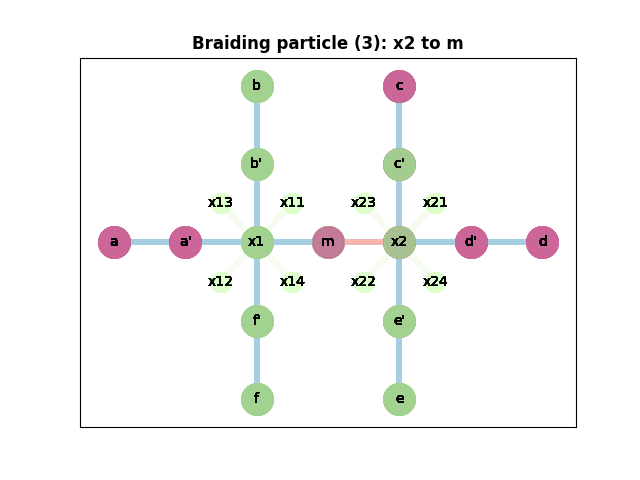 Braiding particle (3): x2 to m
b c
b' c'
x13 x11 x23 x21
a a' x1 m x2 d' d
x12 x14 x22 x24
f' e'
f e